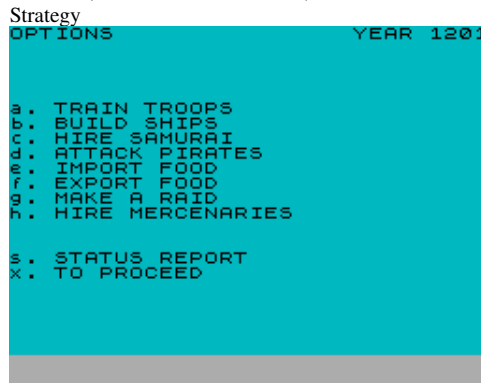 Strategy
OPTIONS YEAR 1201
a. TRAIN TROOPS
b. BUILD SHIPS
c. HIRE SAMURAI
d. ATTACK PIRATES
e. IMPORT FOOD
f. EXPORT FOOD
g. MAKE A RAID
h. HIRE MERCENARIES
s. STATUS REPORT
x. TO PROCEED